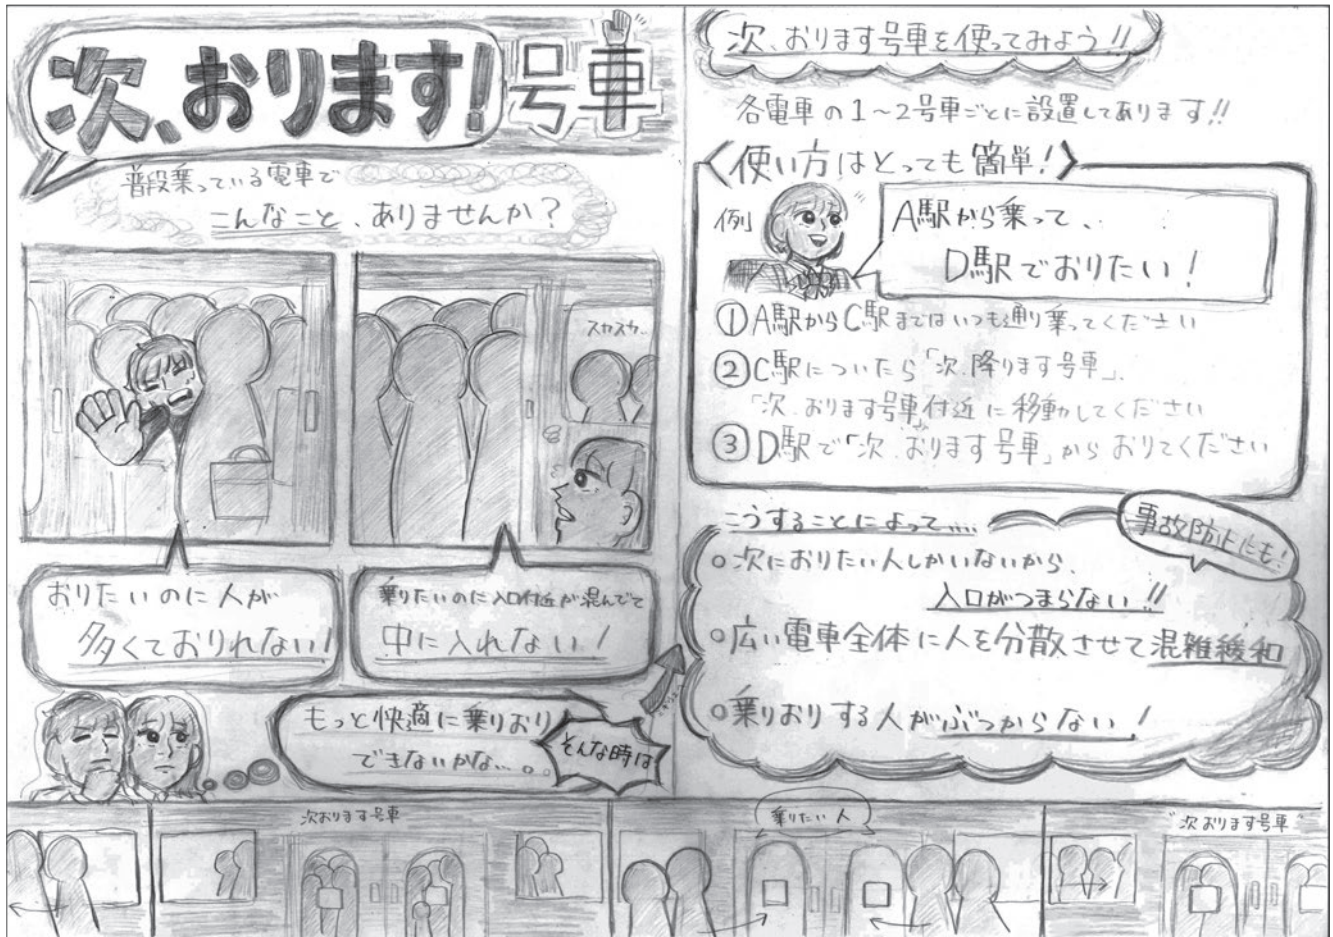 次、おります!号車
普段乗っている電車で
こんなこと、ありませんか?
スカスカ…
おりたいのに人が
多くておりれない!
乗りたいのに入口付近が混んでて
中に入れない!
もっと快適に乗りおり
できないかな…。。
そんな時は
次、おります号車を使ってみよう!!
各電車の1〜2号車ごとに設置してあります!!
〈使い方はとっても簡単!〉
例
A駅から乗って、
D駅でおりたい!
①A駅からC駅まではいつも通り乗ってください
②C駅についたら「次.降ります号車」、
「次.おります号車」付近に移動してください
③D駅で「次.おります号車」からおりてください
こうすることによって……
事故防止にも!
○次におりたい人しかいないから、
入口がつまらない!!
○広い電車全体に人を分散させて混雑緩和
○乗りおりする人がぶつからない!
次おります号車
乗りたい人
"次おります号車"